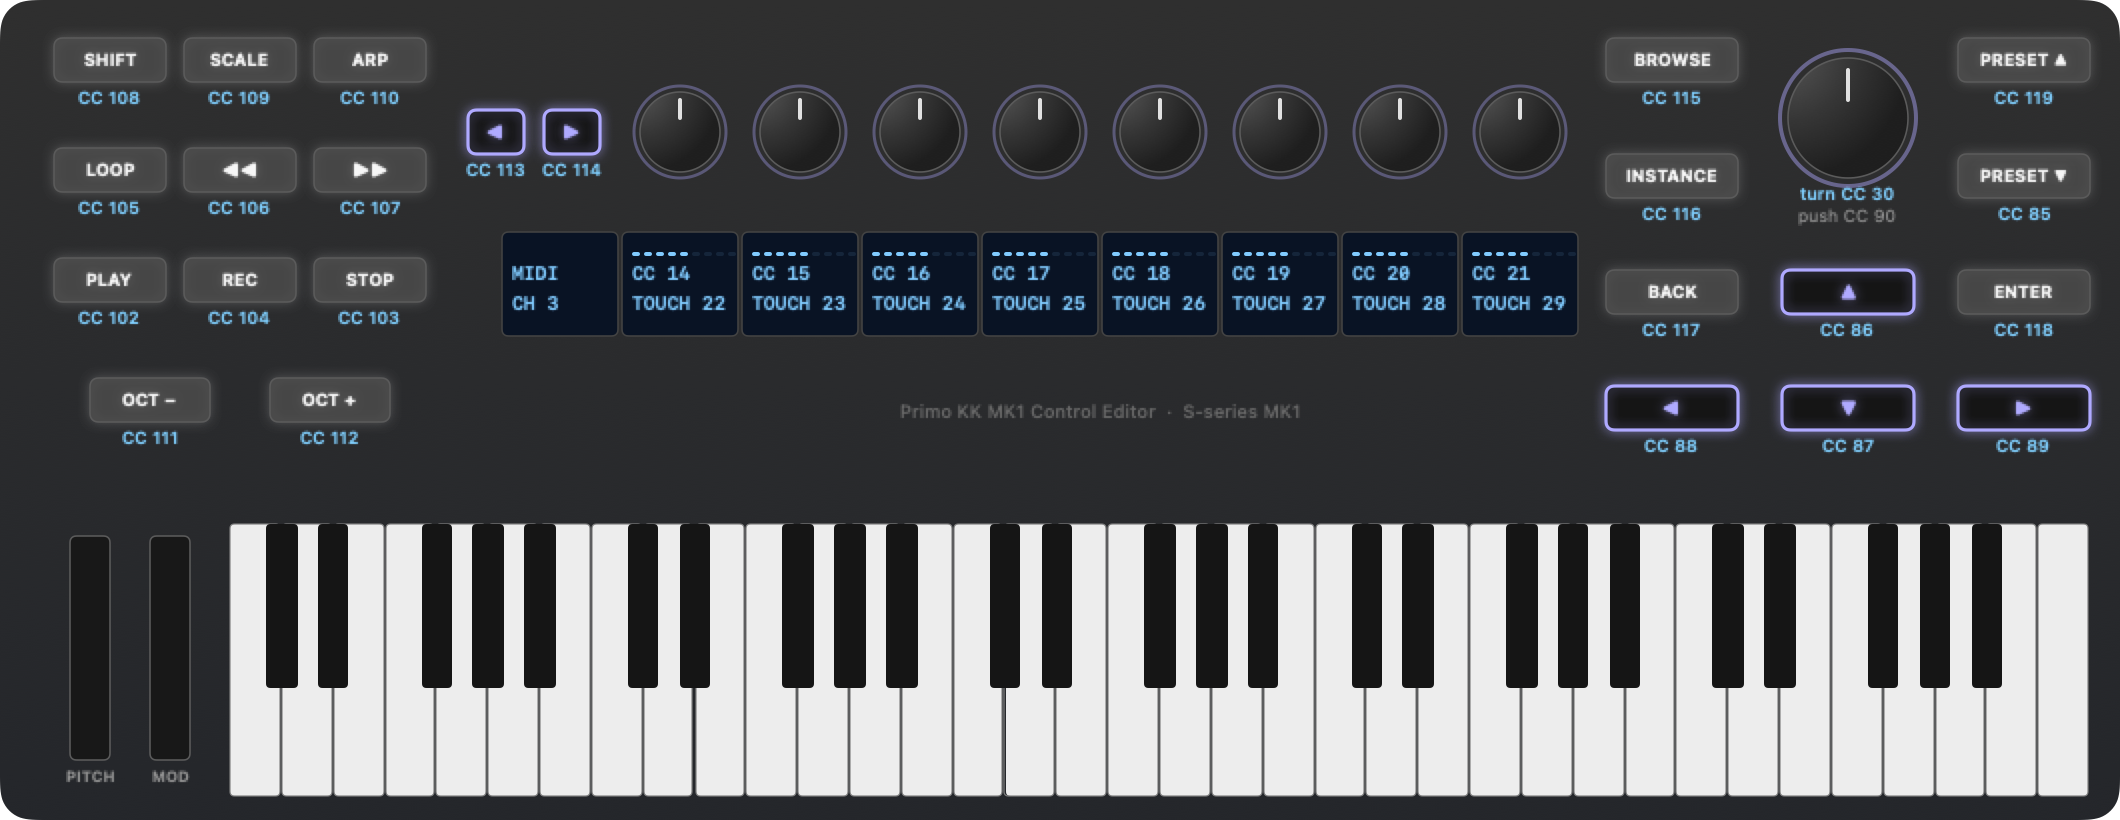 SHIFT SCALE ARP
CC 108 CC 109 CC 110
LOOP ◀◀ ▶▶
CC 105 CC 106 CC 107
PLAY REC STOP
CC 102 CC 104 CC 103
OCT − OCT +
CC 111 CC 112
◀ ▶
CC 113 CC 114
MIDI
CH 3
CC 14
TOUCH 22
CC 15
TOUCH 23
CC 16
TOUCH 24
CC 17
TOUCH 25
CC 18
TOUCH 26
CC 19
TOUCH 27
CC 20
TOUCH 28
CC 21
TOUCH 29
Primo KK MK1 Control Editor · S-series MK1
BROWSE PRESET ▲
CC 115 CC 119
INSTANCE PRESET ▼
turn CC 30
CC 116 push CC 90 CC 85
BACK ▲ ENTER
CC 117 CC 86 CC 118
◀ ▼ ▶
CC 88 CC 87 CC 89
PITCH MOD